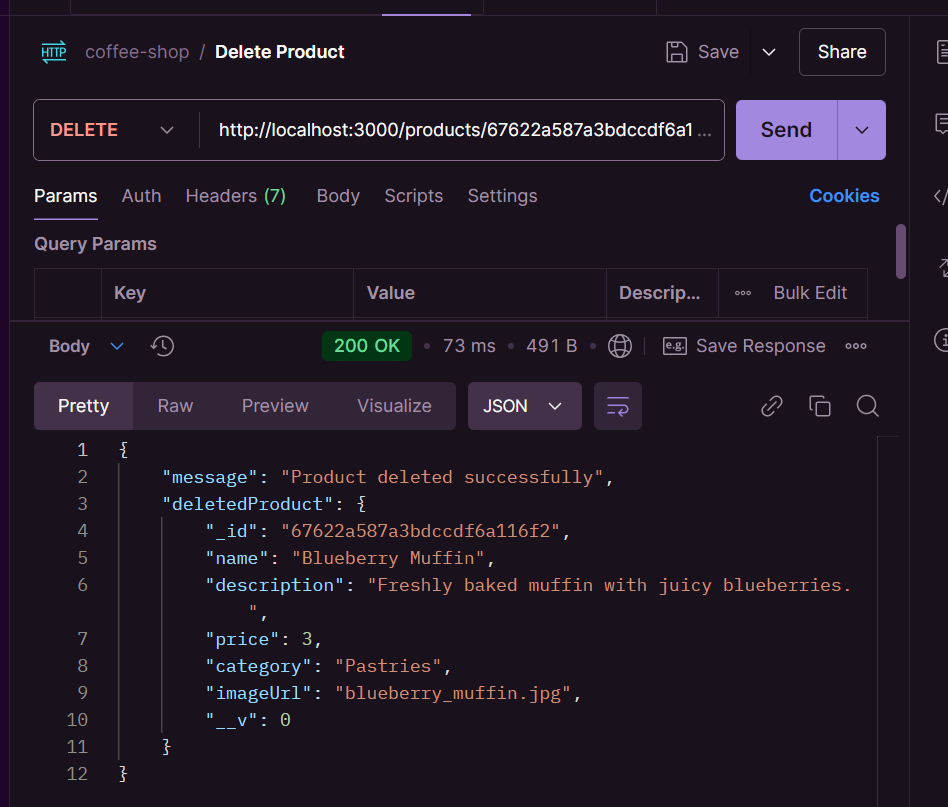 HTTP coffee-shop / Delete Product Save Share
DELETE http://localhost:3000/products/67622a587a3bdccdf6a1 ... Send
Params Auth Headers (7) Body Scripts Settings Cookies
Query Params
Key Value Descrip... Bulk Edit
Body 200 OK • 73 ms • 491 B • e.g. Save Response
Pretty Raw Preview Visualize JSON
1 {
2 "message": "Product deleted successfully",
3 "deletedProduct": {
4 "_id": "67622a587a3bdccdf6a116f2",
5 "name": "Blueberry Muffin",
6 "description": "Freshly baked muffin with juicy blueberries.
",
7 "price": 3,
8 "category": "Pastries",
9 "imageUrl": "blueberry_muffin.jpg",
10 "__v": 0
11 }
12 }